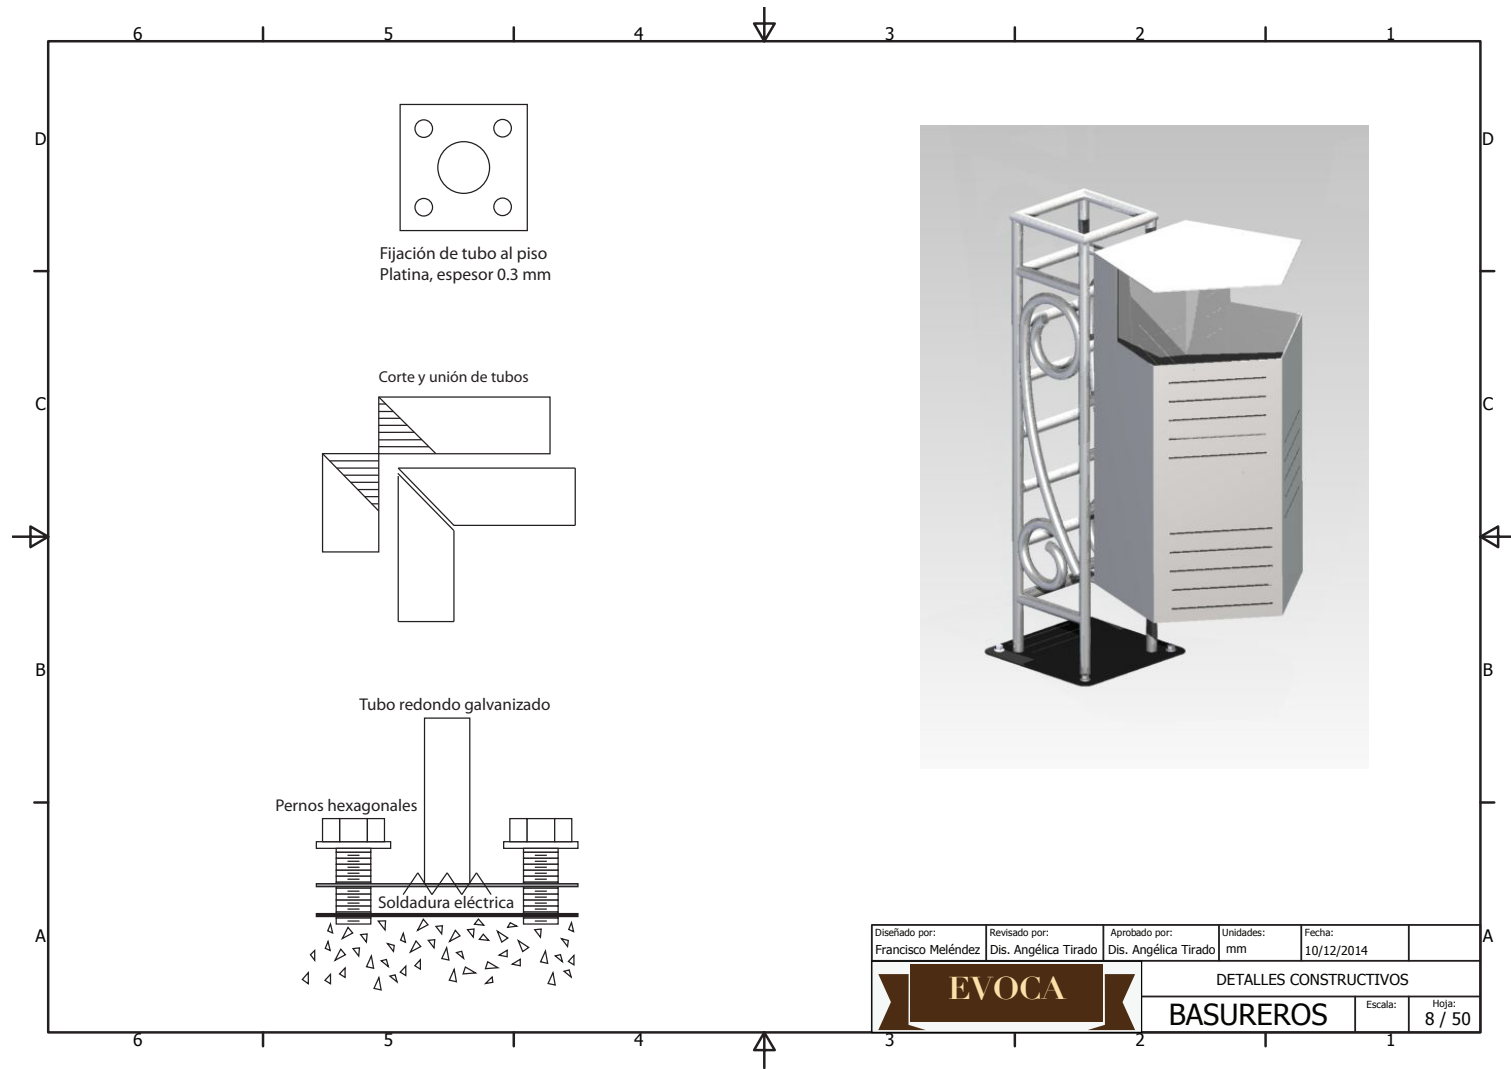 6 5 4 3 2 1
D D
Fijación de tubo al piso
Platina, espesor 0.3 mm
Corte y unión de tubos
C C
B B
Tubo redondo galvanizado
Pernos hexagonales
Soldadura eléctrica
A A
Diseñado por: Revisado por: Aprobado por: Unidades: Fecha:
Francisco Meléndez Dis. Angélica Tirado Dis. Angélica Tirado mm 10/12/2014
EVOCA
DETALLES CONSTRUCTIVOS
BASUREROS
Escala:
Hoja:
8 / 50
6 5 4 3 2 1